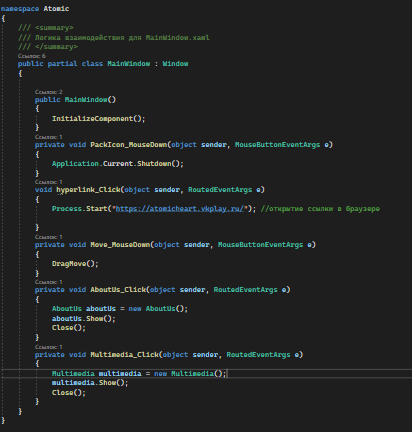 namespace Atomic
{
/// <summary>
/// Логика взаимодействия для MainWindow.xaml
/// </summary>
Ссылок: 6
public partial class MainWindow : Window
{
Ссылок: 2
public MainWindow()
{
InitializeComponent();
}
Ссылок: 1
private void PackIcon_MouseDown(object sender, MouseButtonEventArgs e)
{
Application.Current.Shutdown();
}
Ссылок: 1
void hyperlink_Click(object sender, RoutedEventArgs e)
{
Process.Start("https://atomicheart.vkplay.ru/"); //открытие ссылки в браузере
}
Ссылок: 1
private void Move_MouseDown(object sender, MouseButtonEventArgs e)
{
DragMove();
}
Ссылок: 1
private void AboutUs_Click(object sender, RoutedEventArgs e)
{
AboutUs aboutUs = new AboutUs();
aboutUs.Show();
Close();
}
Ссылок: 1
private void Multimedia_Click(object sender, RoutedEventArgs e)
{
Multimedia multimedia = new Multimedia();
multimedia.Show();
Close();
}
}
}